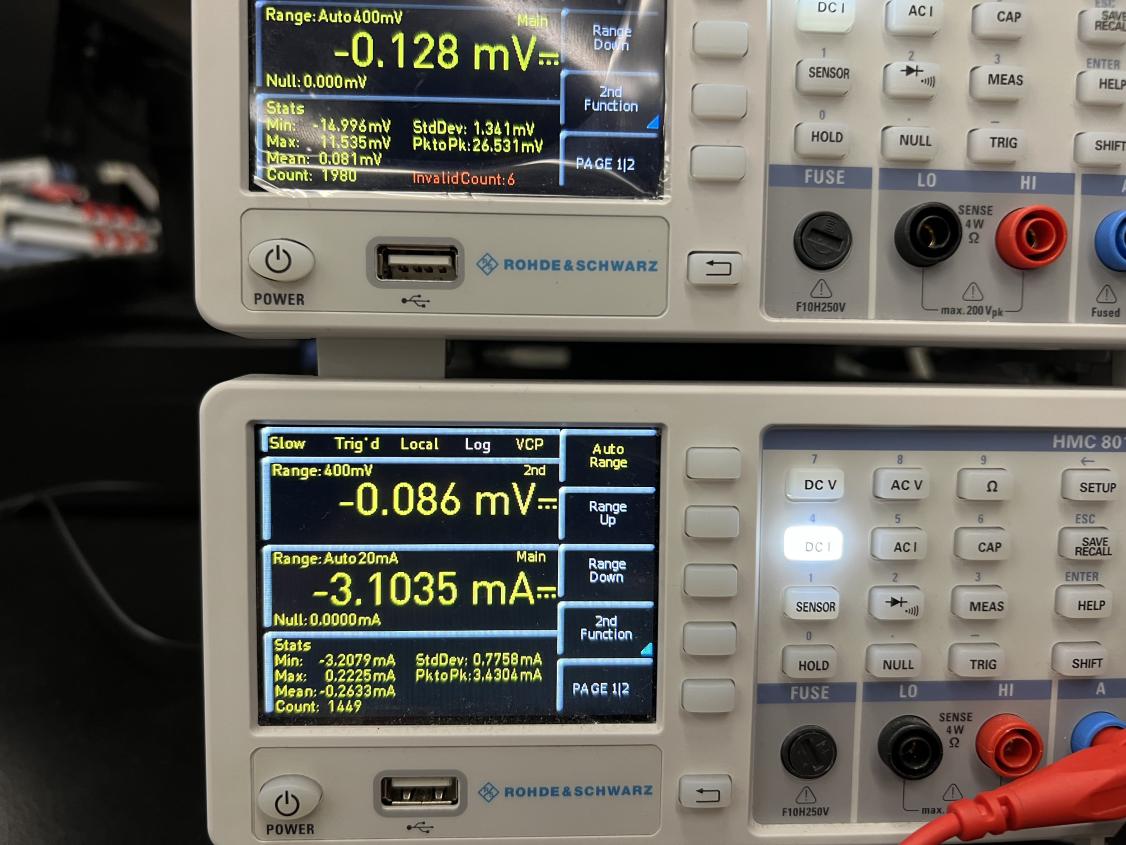 Range:Auto400mV Main
-0.128 mV
Null:0.000mV
Stats
Min: -14.996mV StdDev: 1.341mV
Max: 11.535mV PktoPk:26.531mV
Mean: 0.081mV
Count: 1980 InvalidCount:6
Range
Down
2nd
Function
PAGE 1|2
DC I AC I CAP SAVE
RECALL
1 2 3 ENTER
SENSOR MEAS HELP
0 . -
HOLD NULL TRIG SHIFT
FUSE LO HI
SENSE
4W
Ω
F10H250V max.200Vpk Fused
POWER
ROHDE&SCHWARZ
HMC 801
Slow Trig'd Local Log VCP
Range:400mV 2nd
-0.086 mV
Range:Auto20mA Main
-3.1035 mA
Null:0.0000mA
Stats
Min: -3.2079mA StdDev: 0.7758mA
Max: 0.2225mA PktoPk:3.4304mA
Mean:-0.2633mA
Count: 1449
Auto
Range
Range
Up
Range
Down
2nd
Function
PAGE 1|2
7 8 9 ←
DC V AC V Ω SETUP
4 5 6 ESC
DC I AC I CAP SAVE
RECALL
1 2 3 ENTER
SENSOR MEAS HELP
0 . -
HOLD NULL TRIG SHIFT
FUSE LO HI A
SENSE
4W
Ω
F10H250V max.
POWER
ROHDE&SCHWARZ